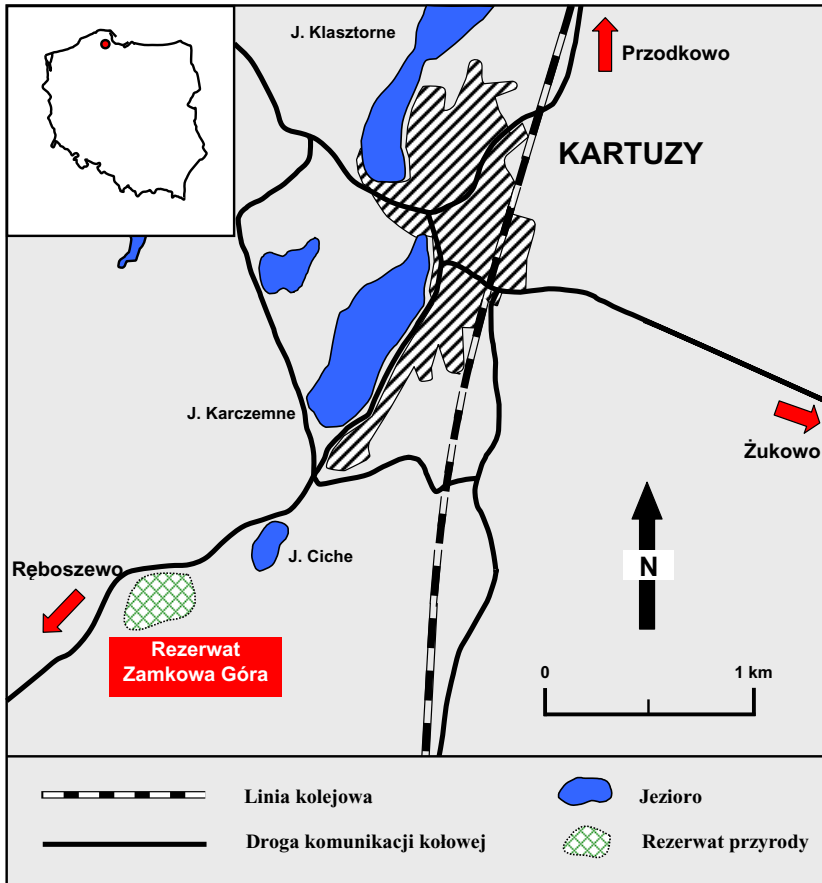 J. Klasztorne
Przodkowo
KARTUZY
J. Karczemne
Żukowo
J. Ciche
Ręboszewo
N
Rezerwat
Zamkowa Góra
0 1 km
Linia kolejowa
Jezioro
Droga komunikacji kołowej
Rezerwat przyrody